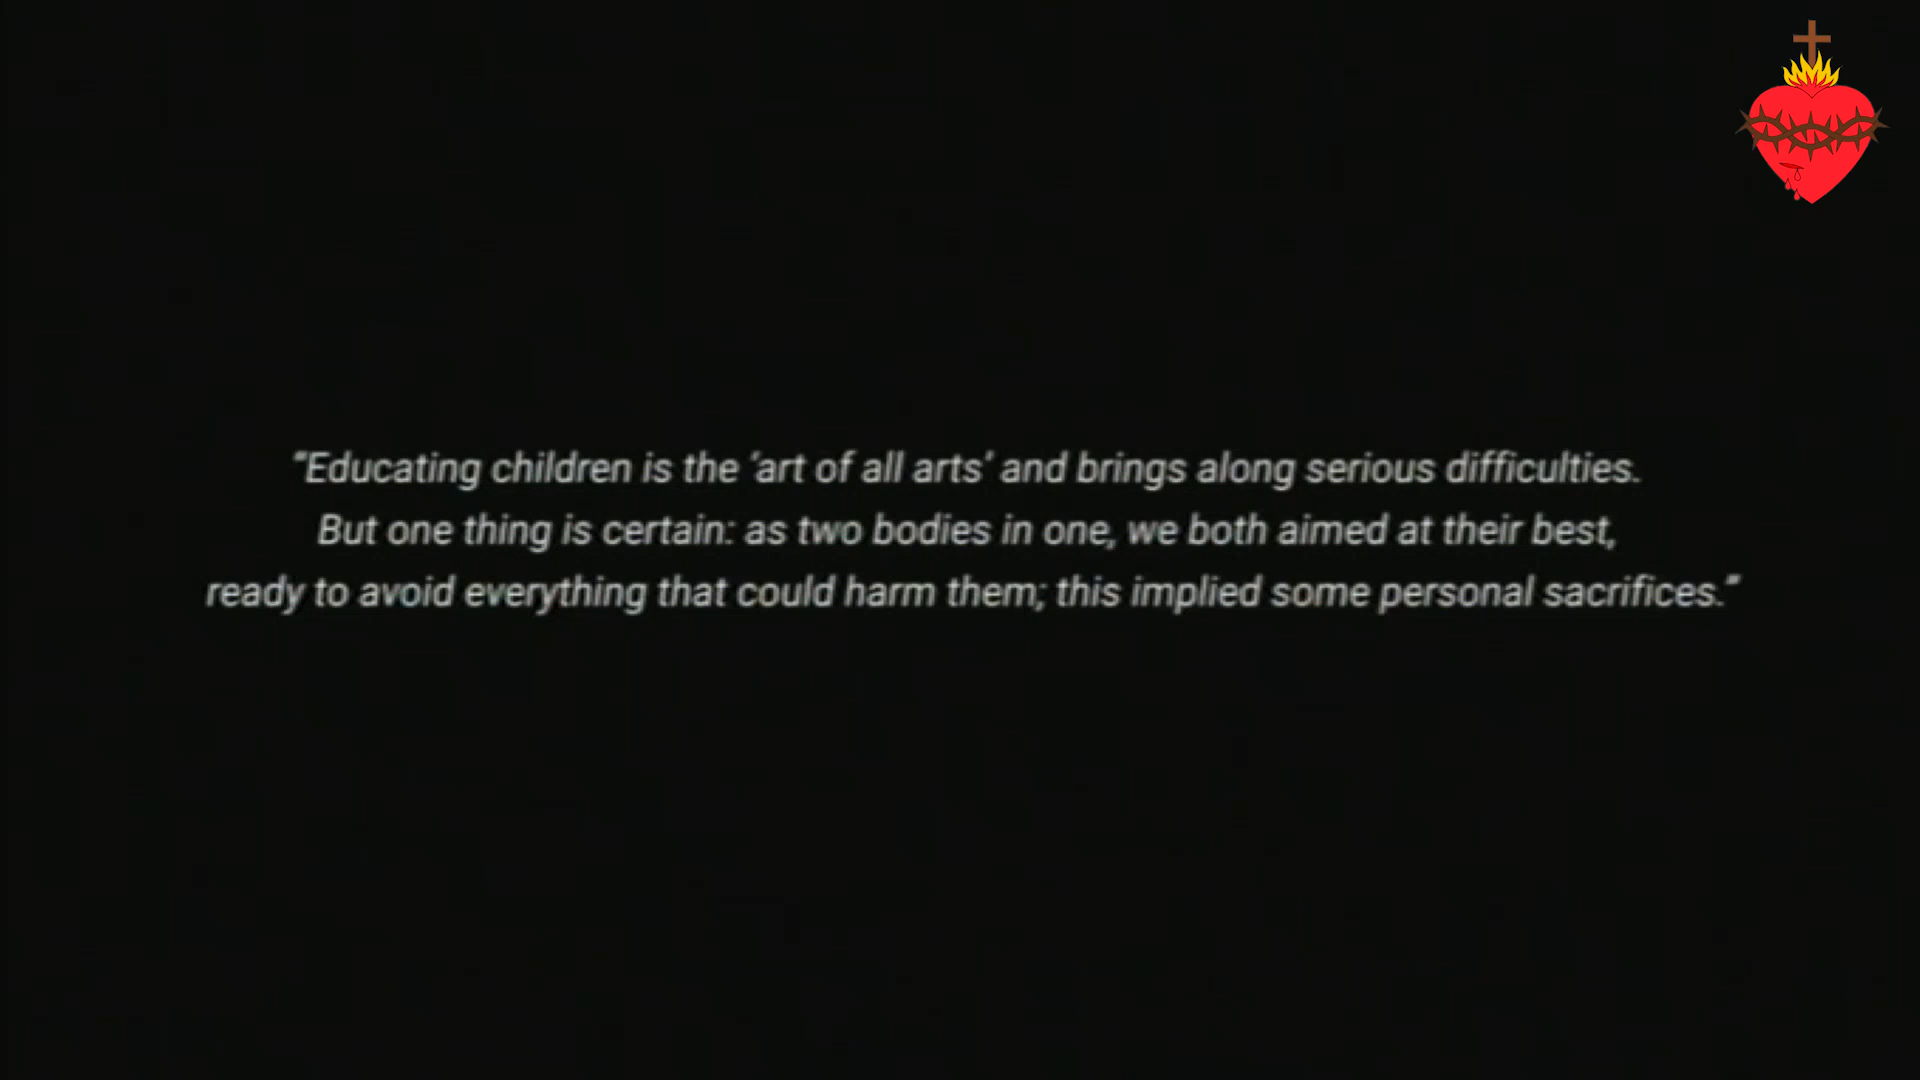 “Educating children is the ‘art of all arts’ and brings along serious difficulties.
But one thing is certain: as two bodies in one, we both aimed at their best,
ready to avoid everything that could harm them; this implied some personal sacrifices.”